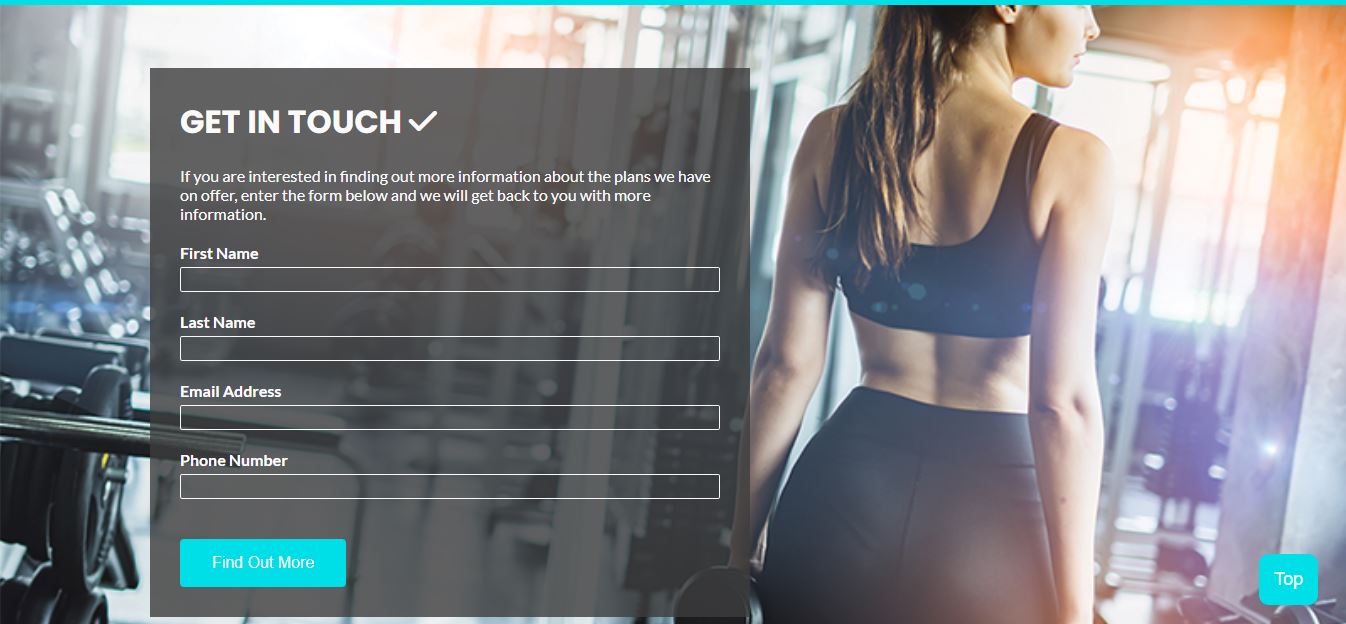 GET IN TOUCH
If you are interested in finding out more information about the plans we have
on offer, enter the form below and we will get back to you with more
information.
First Name
Last Name
Email Address
Phone Number
Find Out More
Top